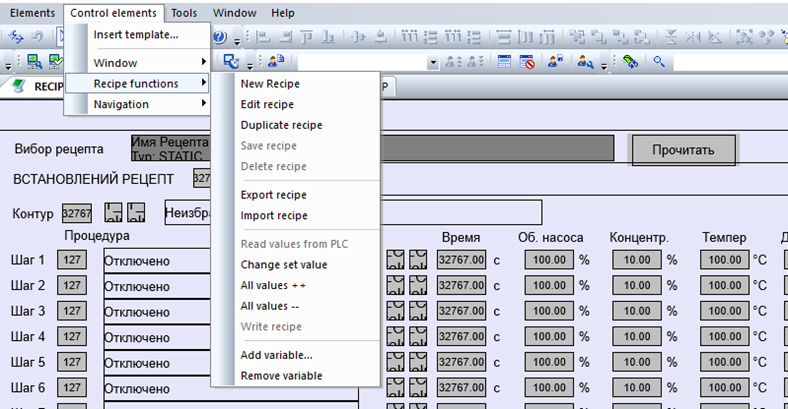 Elements Control elements Tools Window Help
Insert template...
Window
Recipe functions
Navigation
RECIP
P
New Recipe
Edit recipe
Duplicate recipe
Save recipe
Delete recipe
Export recipe
Import recipe
Read values from PLC
Change set value
All values ++
All values --
Write recipe
Add variable...
Remove variable
Вибор рецепта Имя Рецепта Прочитать
Typ: STATIC
ВСТАНОВЛЕНИЙ РЕЦЕПТ 327
Контур 32767 Неизбра
Процедура Время Об. насоса Концентр. Темпер
Шаг 1 127 Отключено 32767.00 с 100.00 % 10.00 % 100.00 °C
Шаг 2 127 Отключено 32767.00 с 100.00 % 10.00 % 100.00 °C
Шаг 3 127 Отключено 32767.00 с 100.00 % 10.00 % 100.00 °C
Шаг 4 127 Отключено 32767.00 с 100.00 % 10.00 % 100.00 °C
Шаг 5 127 Отключено 32767.00 с 100.00 % 10.00 % 100.00 °C
Шаг 6 127 Отключено 32767.00 с 100.00 % 10.00 % 100.00 °C